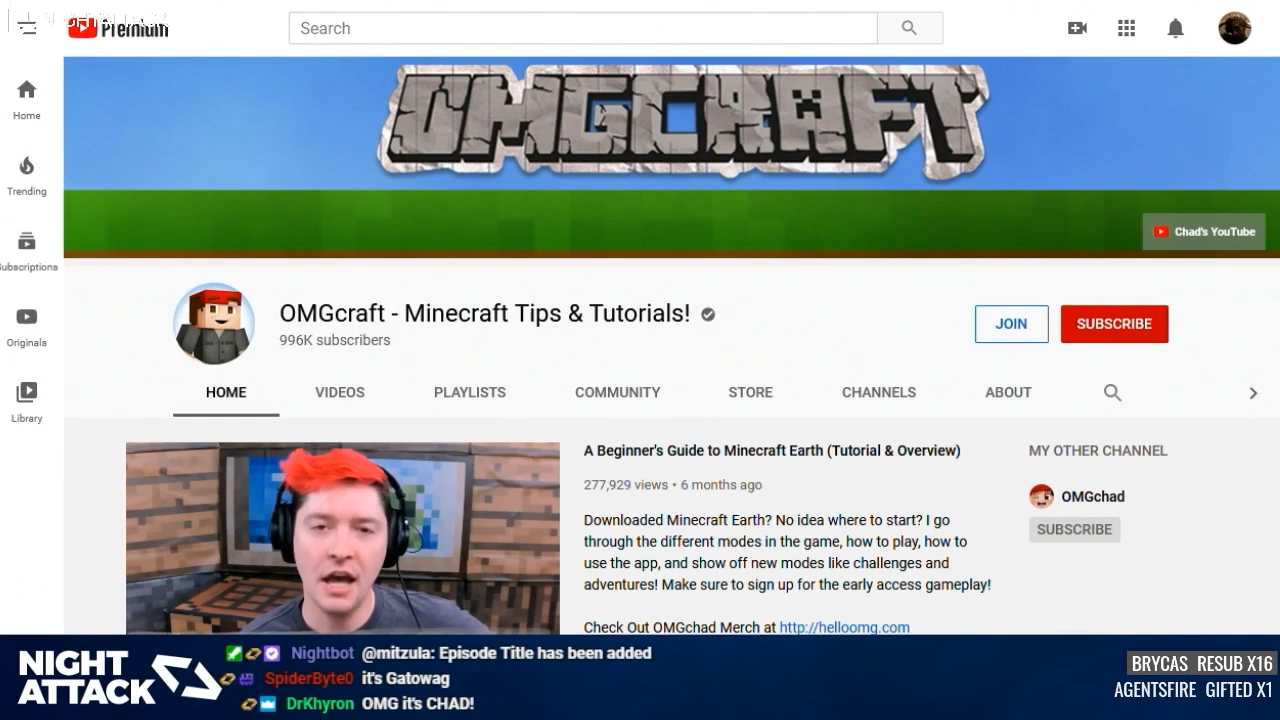 Premium
Search
Home
Trending
Subscriptions
Originals
Library
OMGCRAFT
Chad's YouTube
OMGcraft - Minecraft Tips & Tutorials!
996K subscribers
JOIN
SUBSCRIBE
HOME
VIDEOS
PLAYLISTS
COMMUNITY
STORE
CHANNELS
ABOUT
A Beginner's Guide to Minecraft Earth (Tutorial & Overview)
277,929 views • 6 months ago
Downloaded Minecraft Earth? No idea where to start? I go
through the different modes in the game, how to play, how to
use the app, and show off new modes like challenges and
adventures! Make sure to sign up for the early access gameplay!
Check Out OMGchad Merch at http://helloomg.com
MY OTHER CHANNEL
OMGchad
SUBSCRIBE
NIGHT
ATTACK
Nightbot @mitzula: Episode Title has been added
SpiderByte0 it's Gatowag
DrKhyron OMG it's CHAD!
BRYCAS RESUB X16
AGENTSFIRE GIFTED X1